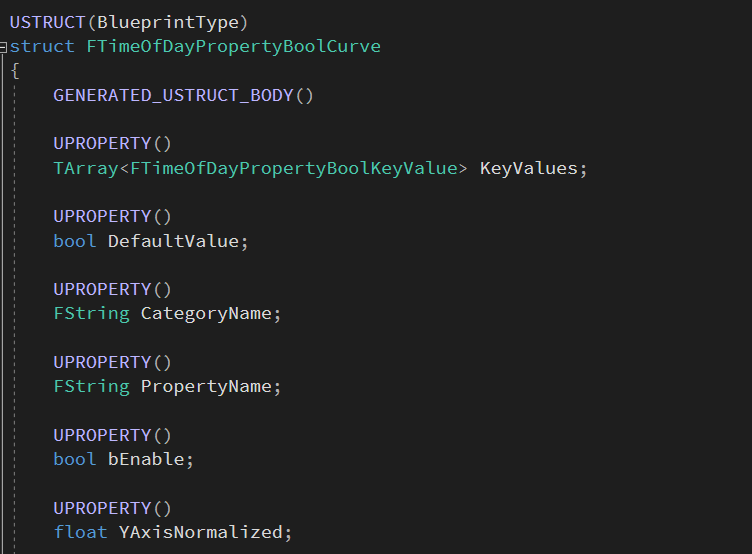 USTRUCT(BlueprintType)
struct FTimeOfDayPropertyBoolCurve
{
GENERATED_USTRUCT_BODY()
UPROPERTY()
TArray<FTimeOfDayPropertyBoolKeyValue> KeyValues;
UPROPERTY()
bool DefaultValue;
UPROPERTY()
FString CategoryName;
UPROPERTY()
FString PropertyName;
UPROPERTY()
bool bEnable;
UPROPERTY()
float YAxisNormalized;